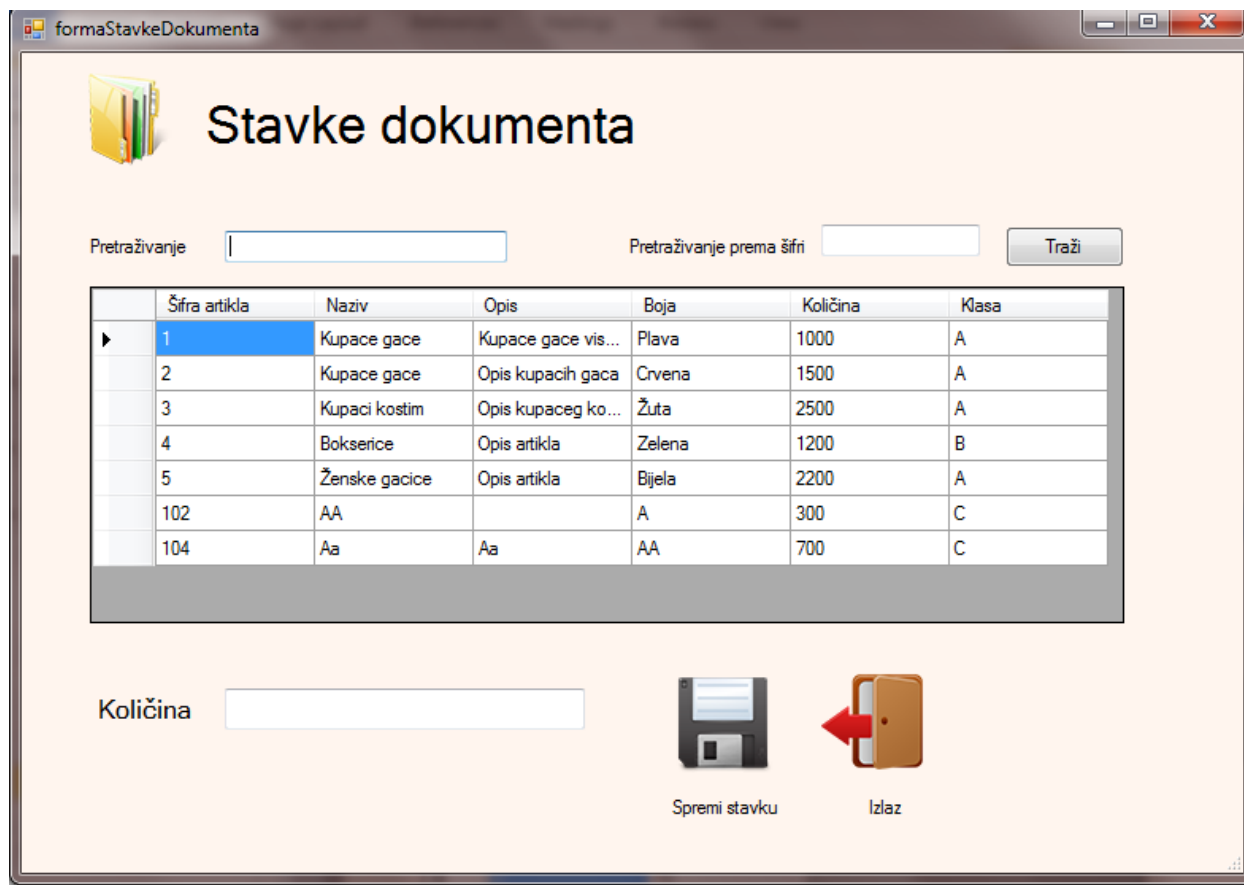 formaStavkeDokumenta
Stavke dokumenta
Pretraživanje Pretraživanje prema šifri Traži
Šifra artikla Naziv Opis Boja Količina Klasa
1 Kupace gace Kupace gace vis... Plava 1000 A
2 Kupace gace Opis kupacih gaca Crvena 1500 A
3 Kupaci kostim Opis kupaceg ko... Žuta 2500 A
4 Bokserice Opis artikla Zelena 1200 B
5 Ženske gacice Opis artikla Bijela 2200 A
102 AA A 300 C
104 Aa Aa AA 700 C
Količina
Spremi stavku Izlaz